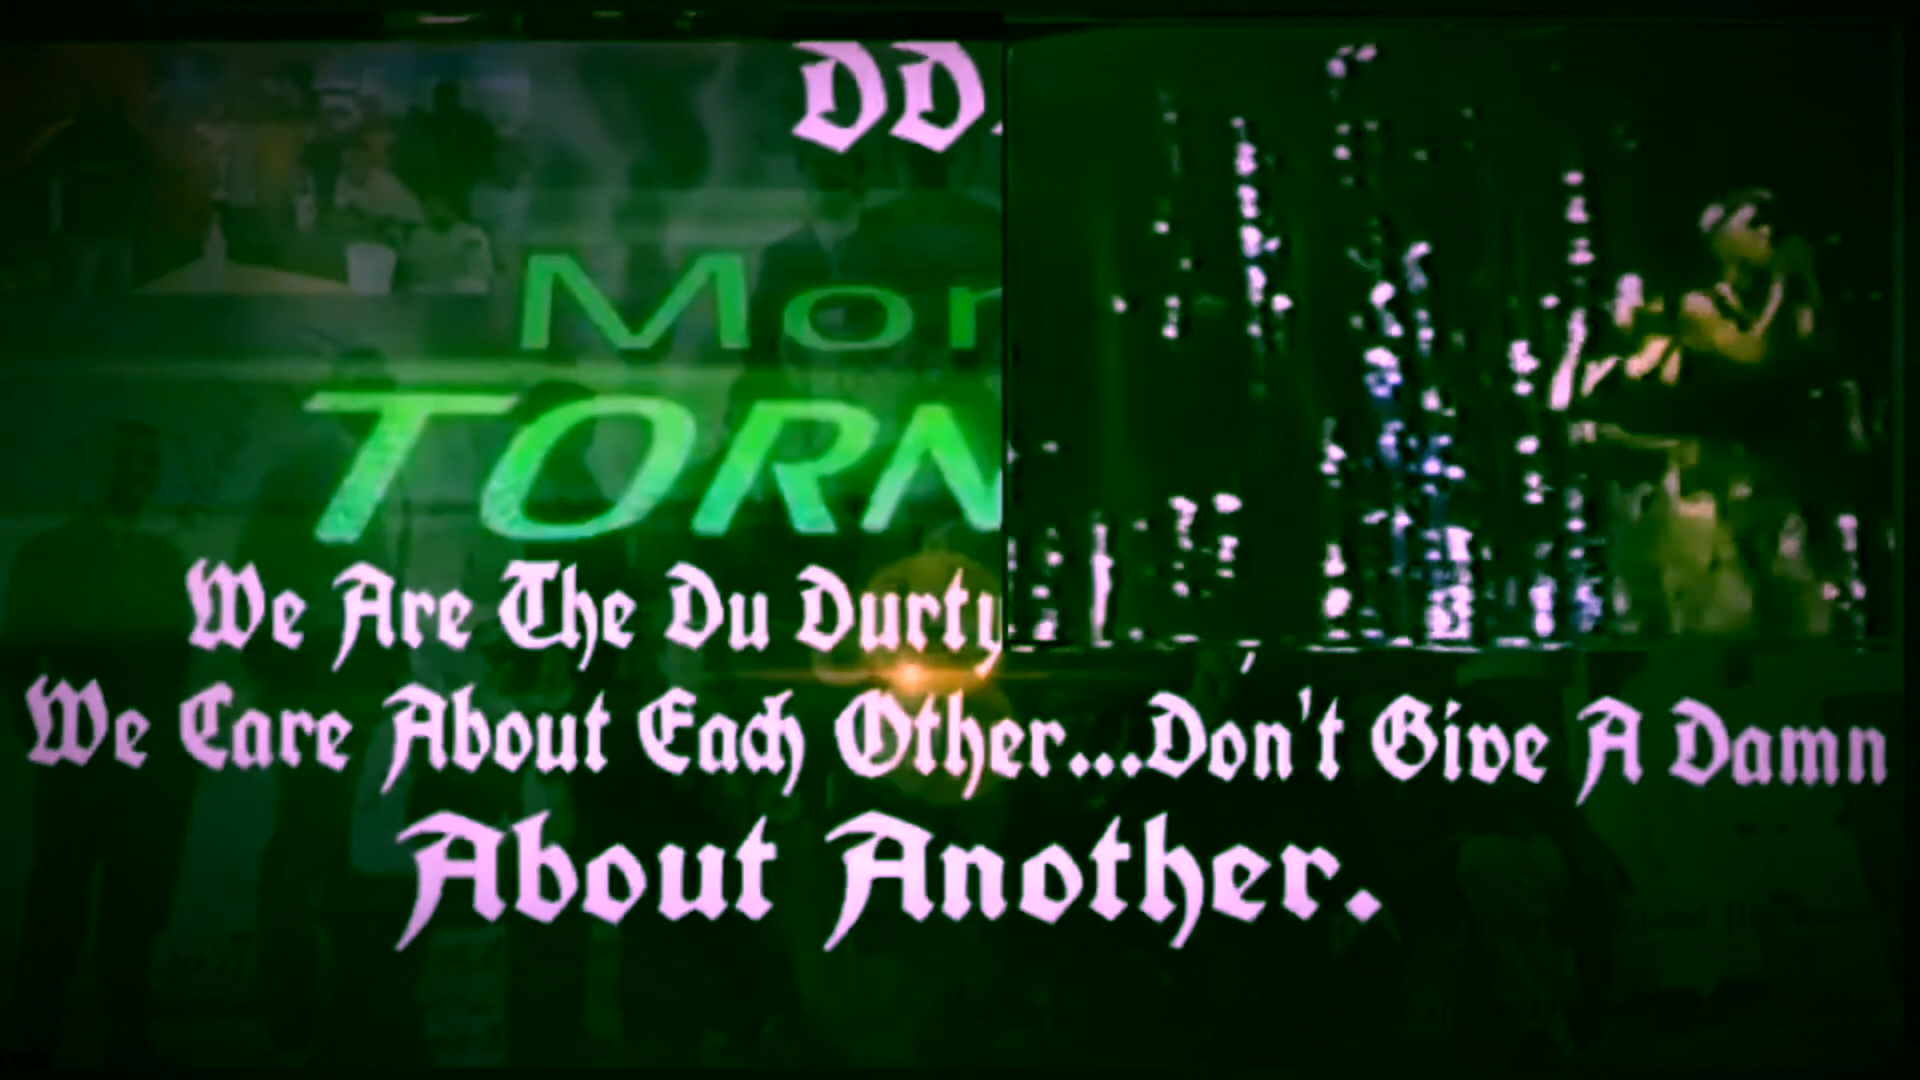 DD.
Mor
TORN
We Are The Du Durty
We Care About Each Other...Don't Give A Damn
About Another.